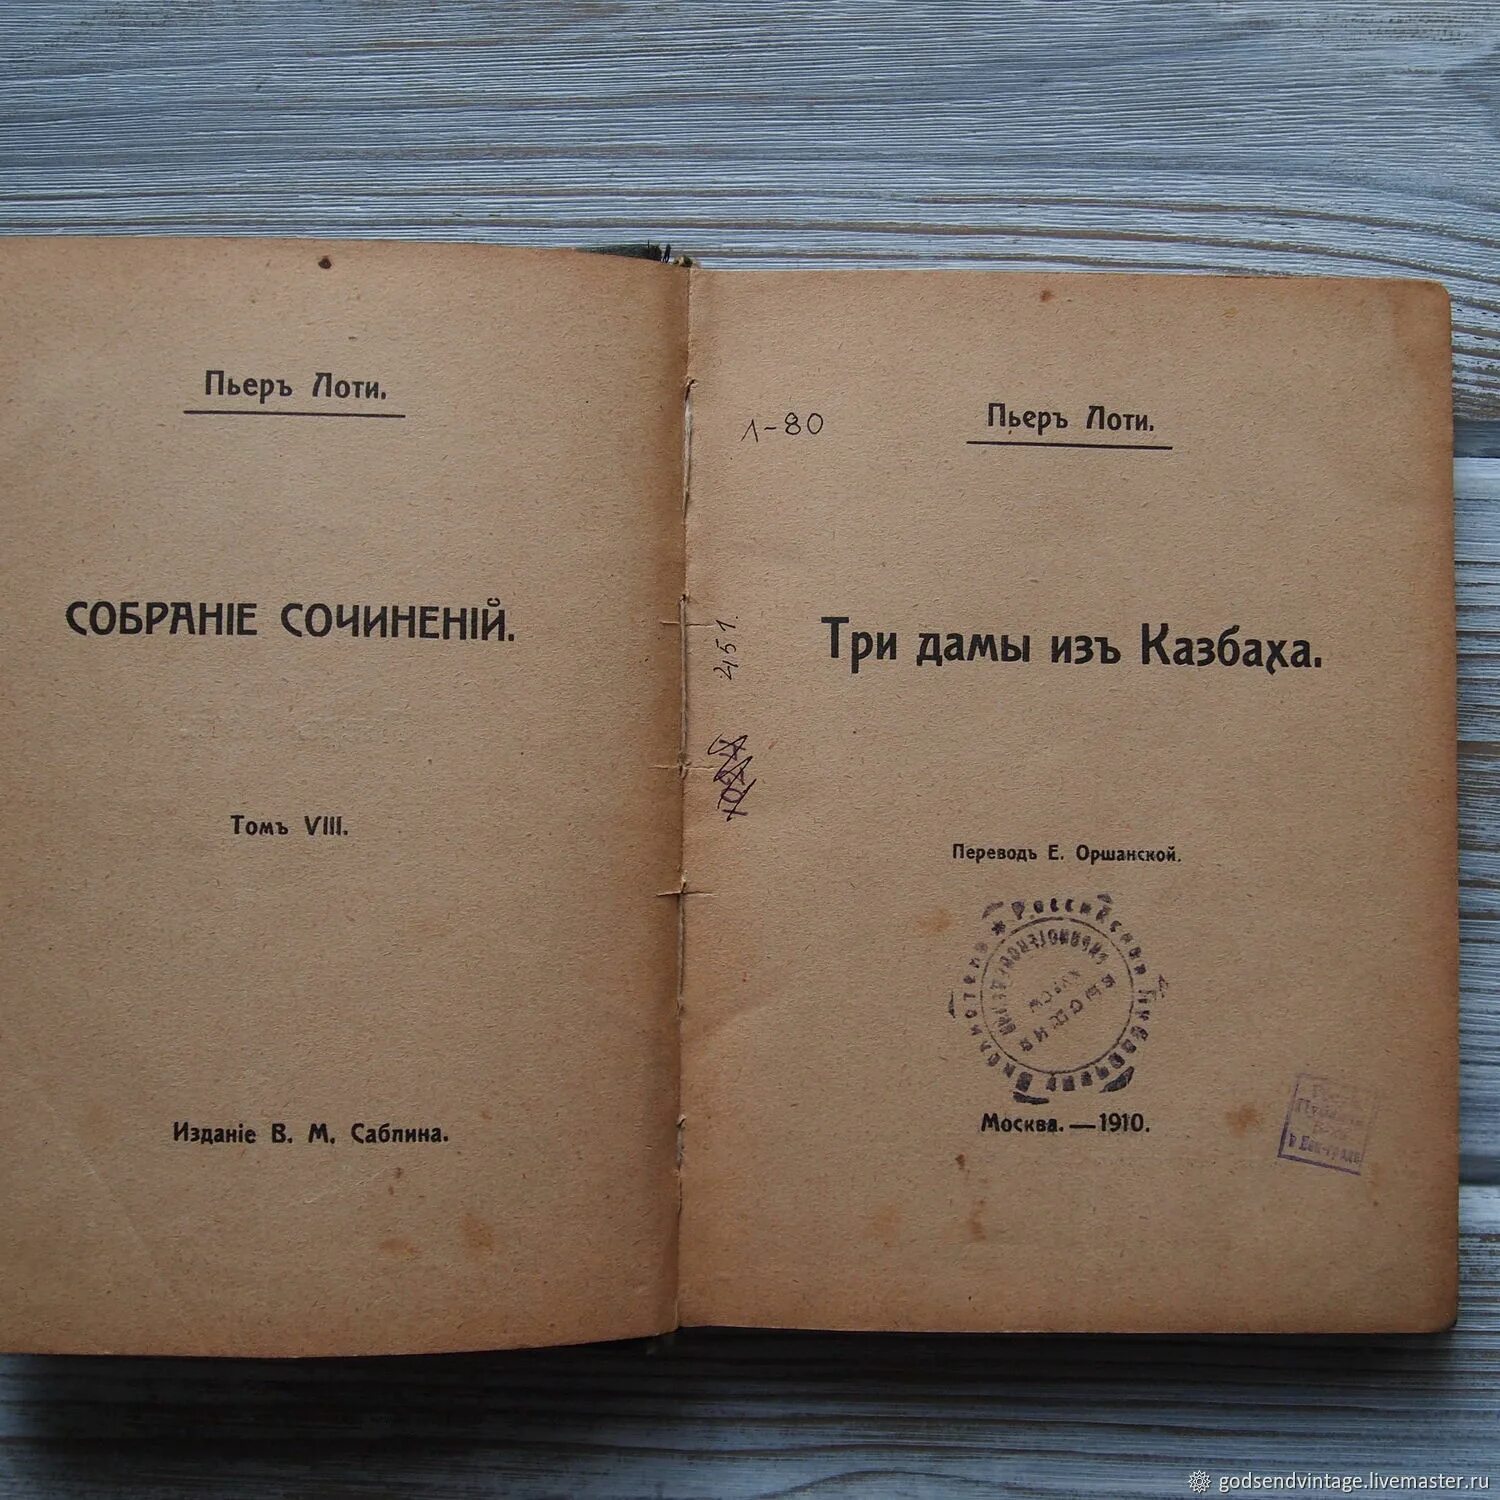 Пьеръ Лоти.
СОБРАНІЕ СОЧИНЕНІЙ.
Томъ VIII.
Изданіе В. М. Саблина.
Л-80
Пьеръ Лоти.
451.
Три дамы изъ Казбаха.
Переводъ Е. Оршанской.
Москва.—1910.
godsendvintage.livemaster.ru